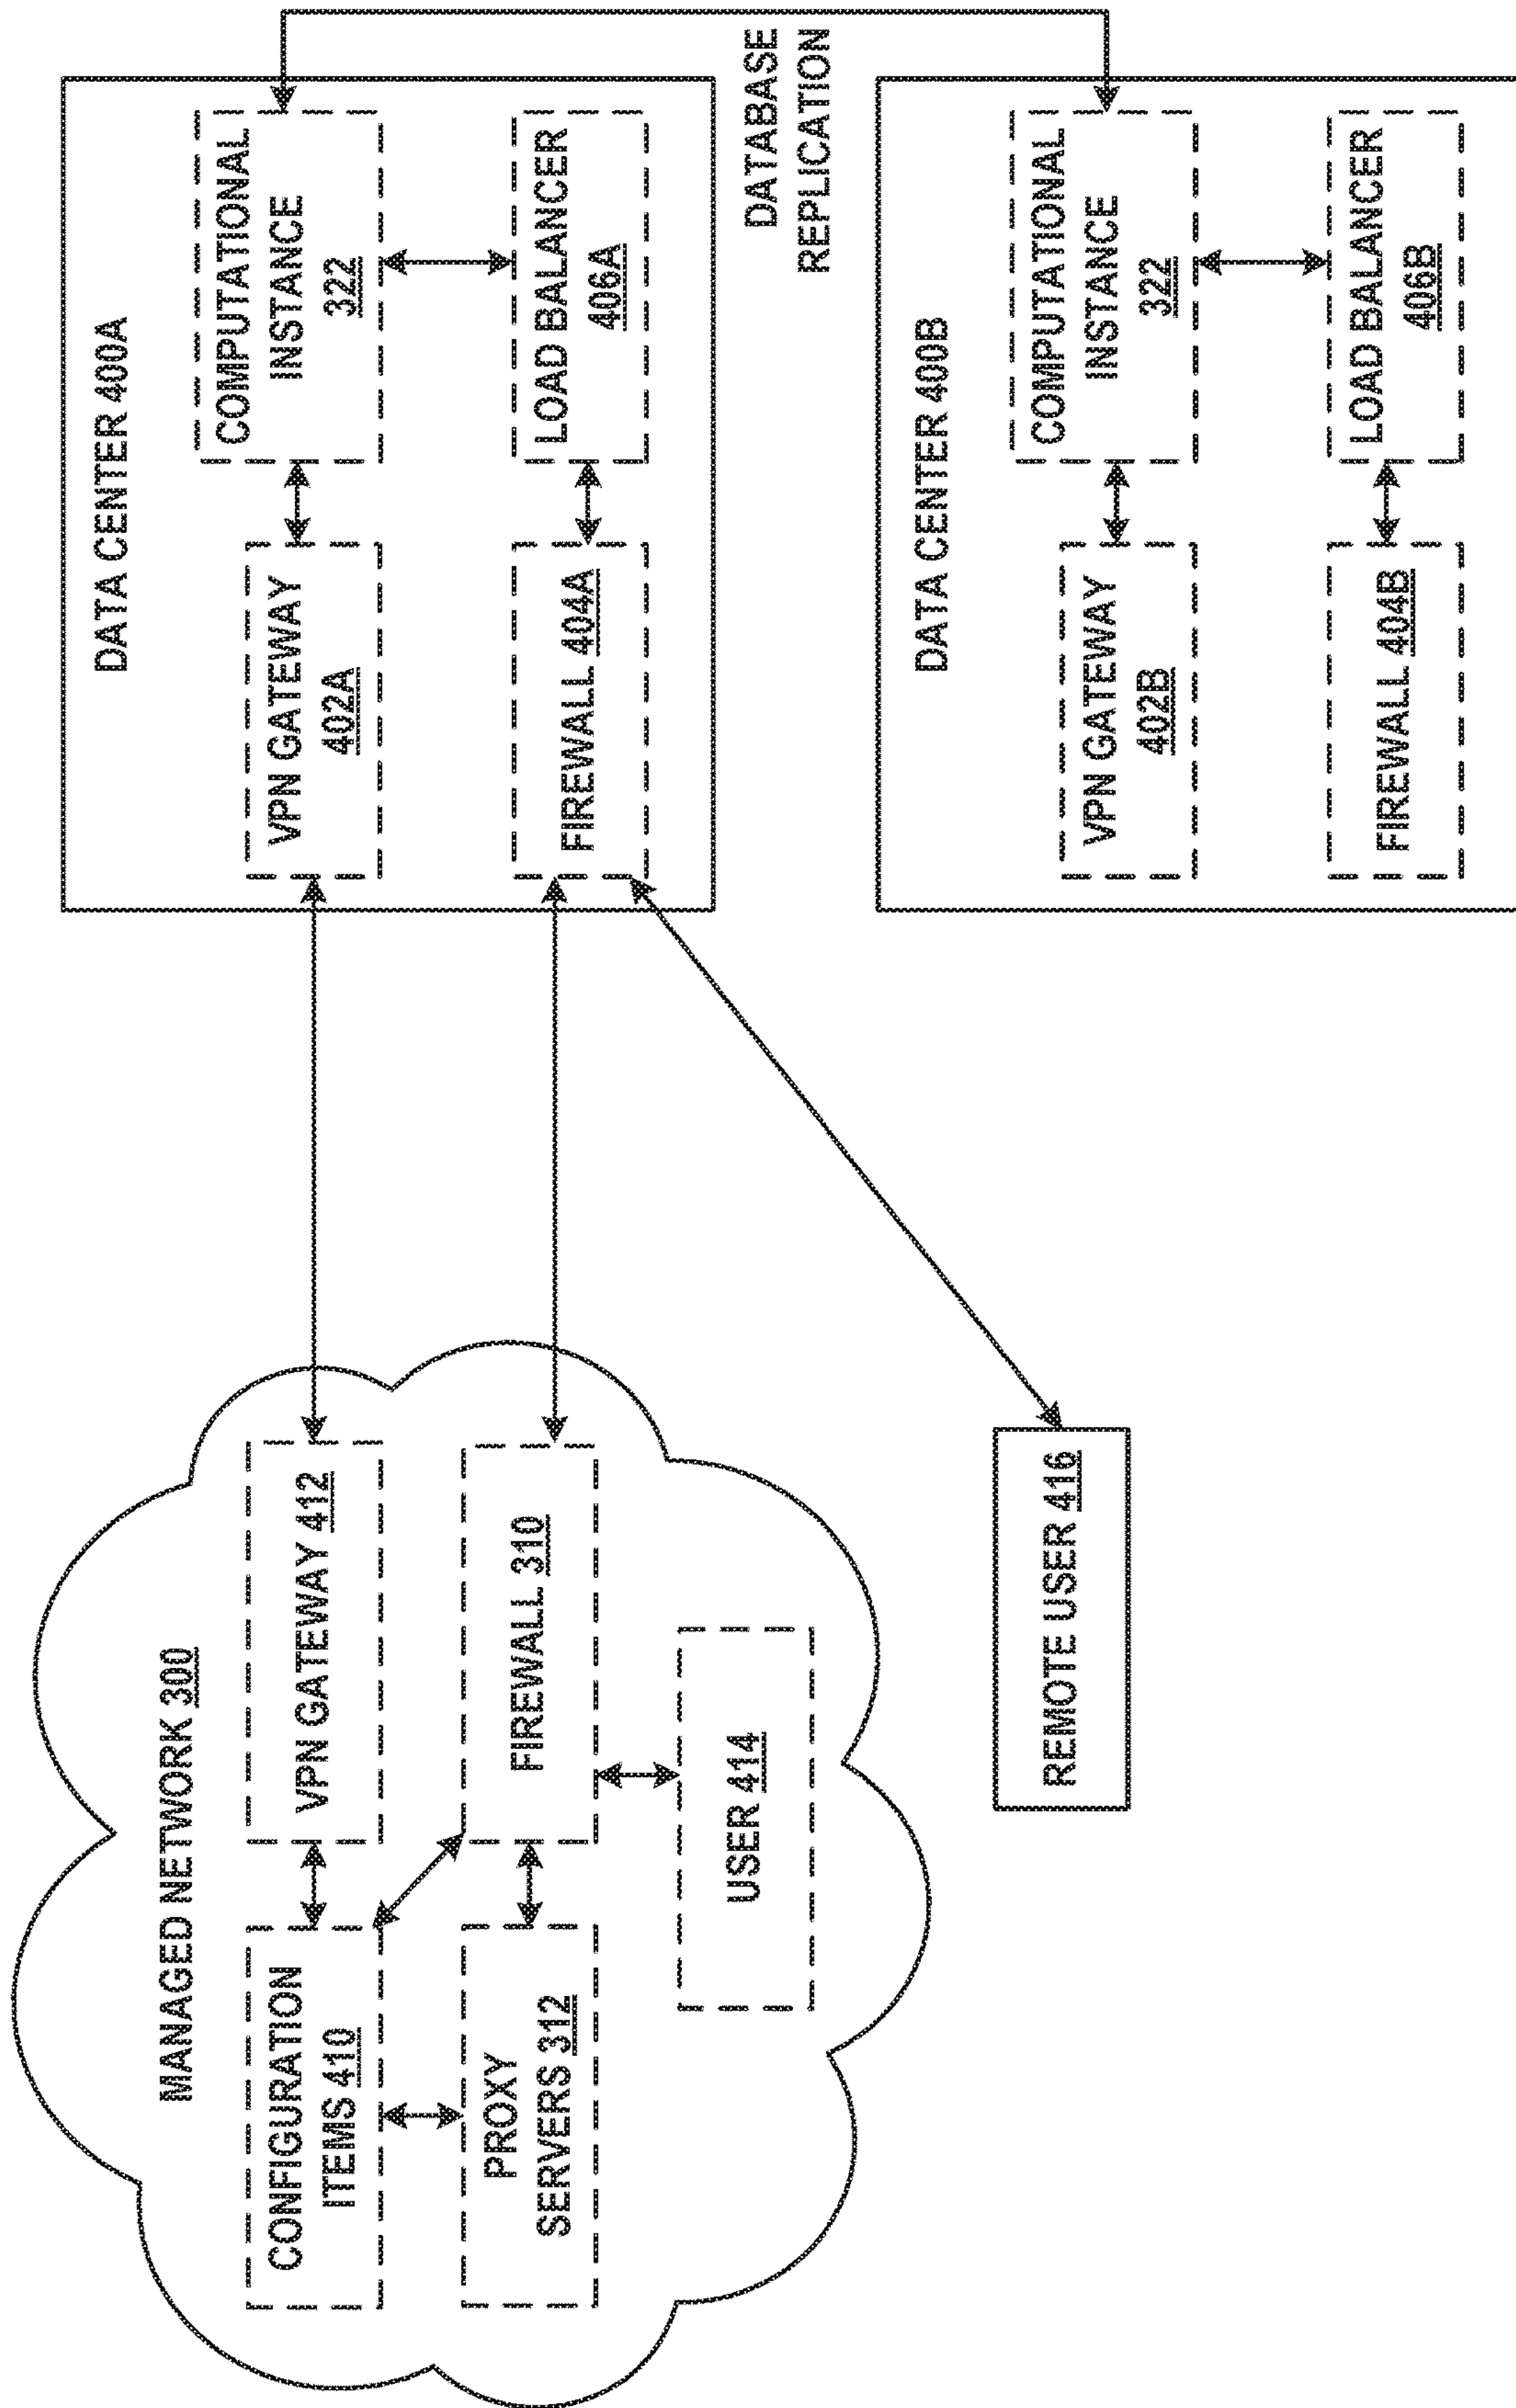 MANAGED NETWORK 300
CONFIGURATION
ITEMS 410
VPN GATEWAY 412
PROXY
SERVERS 312
FIREWALL 310
USER 414
REMOTE USER 416
DATA CENTER 400A
VPN GATEWAY
402A
COMPUTATIONAL
INSTANCE
322
FIREWALL 404A
LOAD BALANCER
406A
DATABASE
REPLICATION
DATA CENTER 400B
VPN GATEWAY
402B
COMPUTATIONAL
INSTANCE
322
FIREWALL 404B
LOAD BALANCER
406B